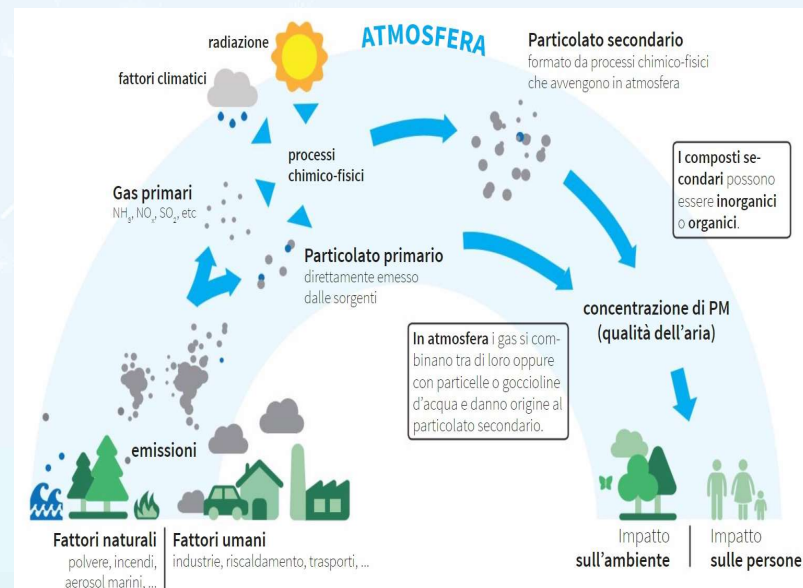 ATMOSFERA
radiazione
fattori climatici
processi
chimico-fisici
Particolato secondario
formato da processi chimico-fisici
che avvengono in atmosfera
I composti se-
condari possono
essere inorganici
o organici.
Gas primari
NH₃, NOₓ, SO₂, etc
Particolato primario
direttamente emesso
dalle sorgenti
concentrazione di PM
(qualità dell'aria)
In atmosfera i gas si com-
binano tra di loro oppure
con particelle o goccioline
d'acqua e danno origine al
particolato secondario.
emissioni
Fattori naturali
polvere, incendi,
aerosol marini, ...
Fattori umani
industrie, riscaldamento, trasporti, ...
Impatto
sull'ambiente
Impatto
sulle persone